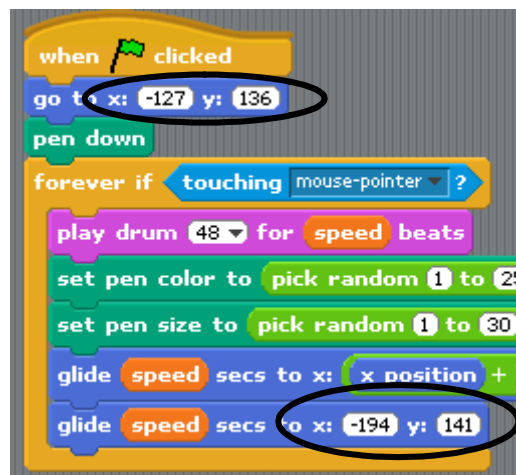 when clicked
go to x: -127 y: 136
pen down
forever if touching mouse-pointer ?
play drum 48 for speed beats
set pen color to pick random 1 to 25
set pen size to pick random 1 to 30
glide speed secs to x: x position +
glide speed secs to x: -194 y: 141